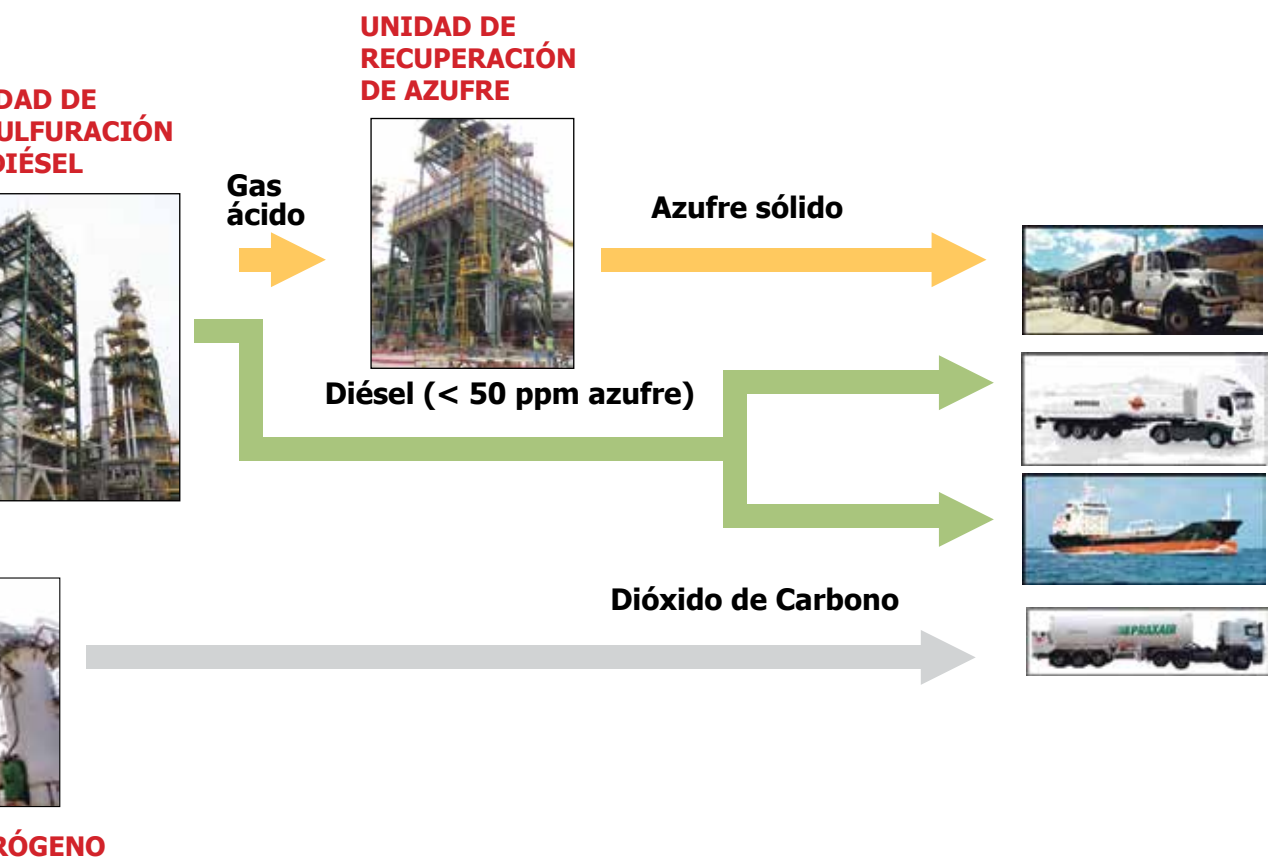 UNIDAD DE
RECUPERACIÓN
DE AZUFRE
DAD DE
ULFURACIÓN
DIÉSEL
Gas
ácido
Azufre sólido
Diésel (< 50 ppm azufre)
Dióxido de Carbono
PRAXAIR
RÓGENO